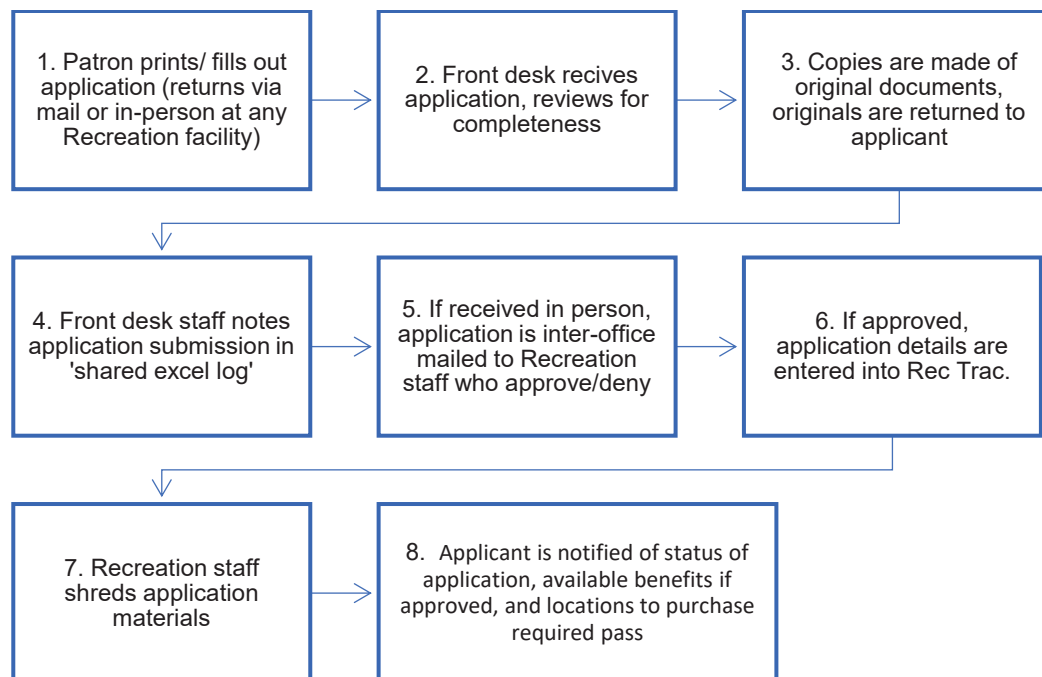 1. Patron prints/ fills out
application (returns via
mail or in-person at any
Recreation facility)
2. Front desk recives
application, reviews for
completeness
3. Copies are made of
original documents,
originals are returned to
applicant
4. Front desk staff notes
application submission in
'shared excel log'
5. If received in person,
application is inter-office
mailed to Recreation
staff who approve/deny
6. If approved,
application details are
entered into Rec Trac.
7. Recreation staff
shreds application
materials
8. Applicant is notified of status of
application, available benefits if
approved, and locations to purchase
required pass